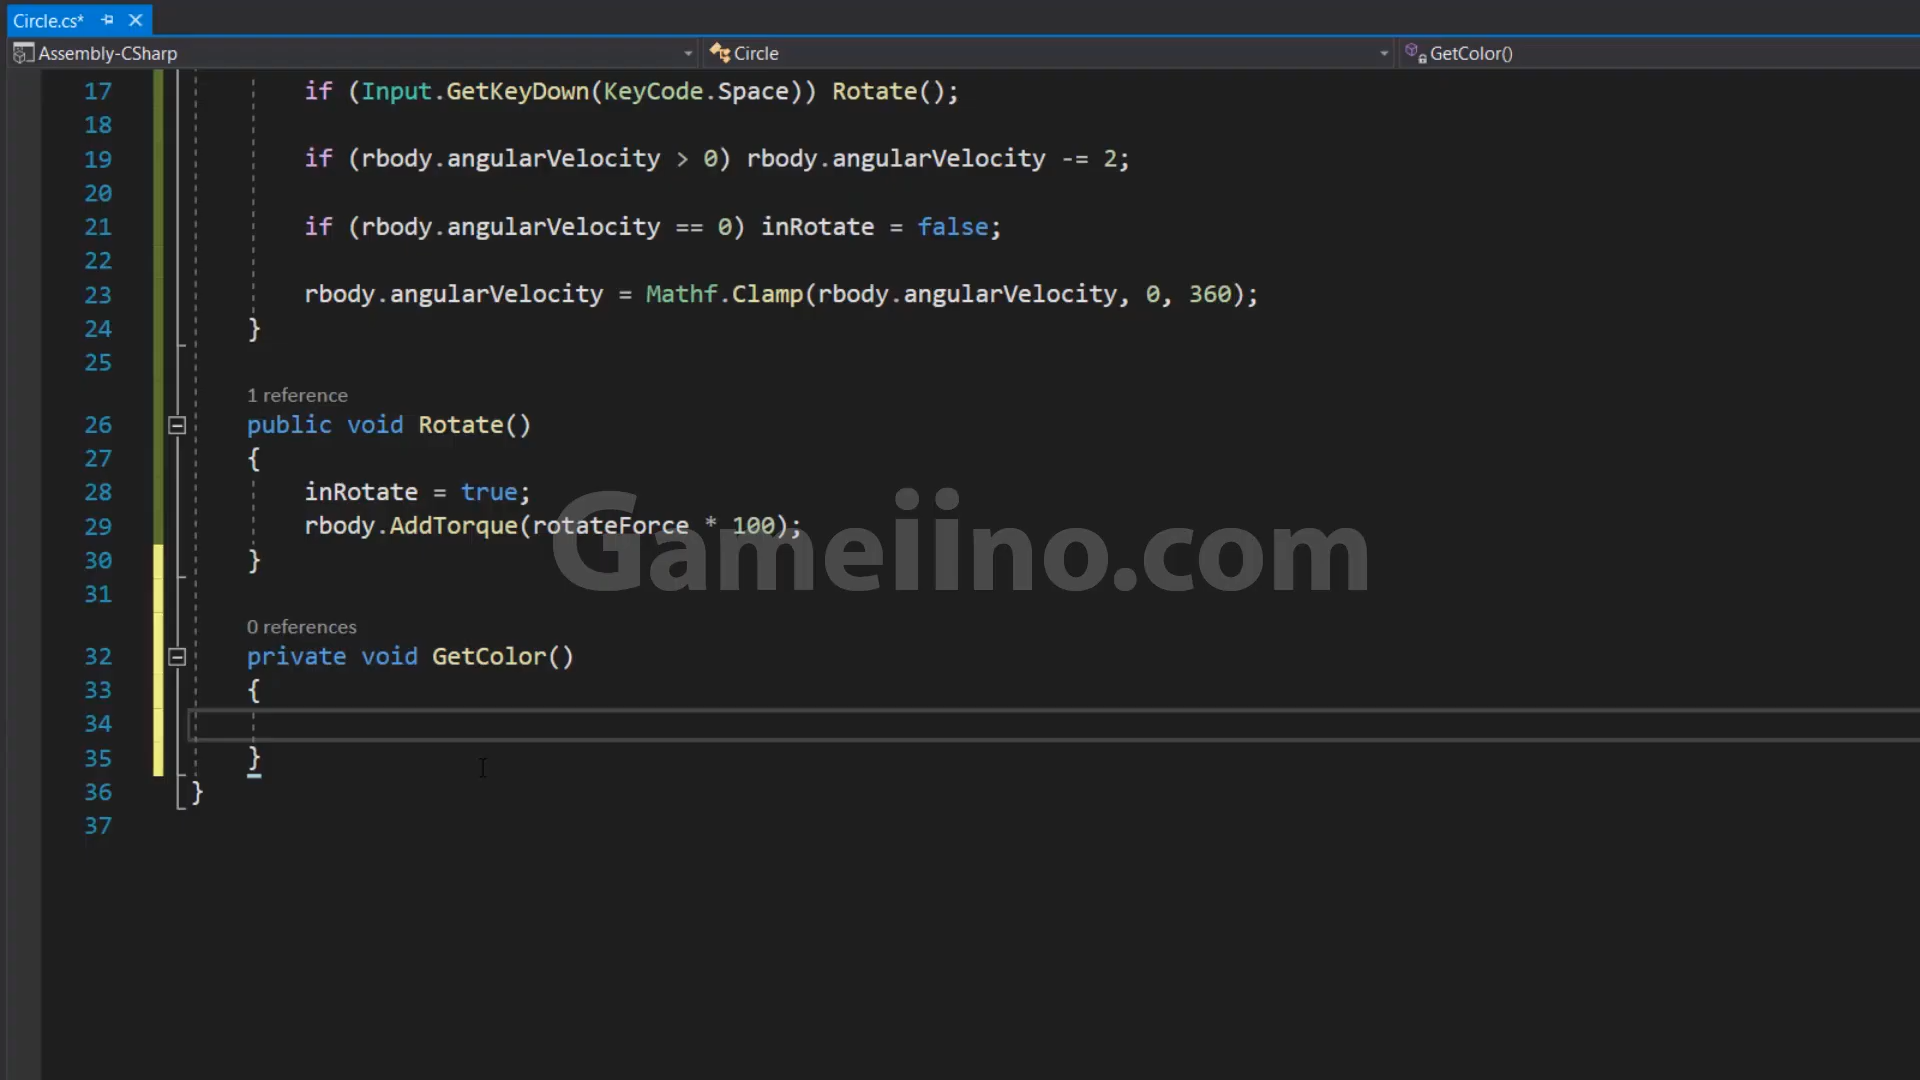 Circle.cs*
Assembly-CSharp
Circle
GetColor()
17 if (Input.GetKeyDown(KeyCode.Space)) Rotate();
18
19 if (rbody.angularVelocity > 0) rbody.angularVelocity -= 2;
20
21 if (rbody.angularVelocity == 0) inRotate = false;
22
23 rbody.angularVelocity = Mathf.Clamp(rbody.angularVelocity, 0, 360);
24 }
25
1 reference
26 public void Rotate()
27 {
28 inRotate = true;
29 rbody.AddTorque(rotateForce * 100);
Gameiino.com
30 }
31
0 references
32 private void GetColor()
33 {
34
35 }
36 }
37